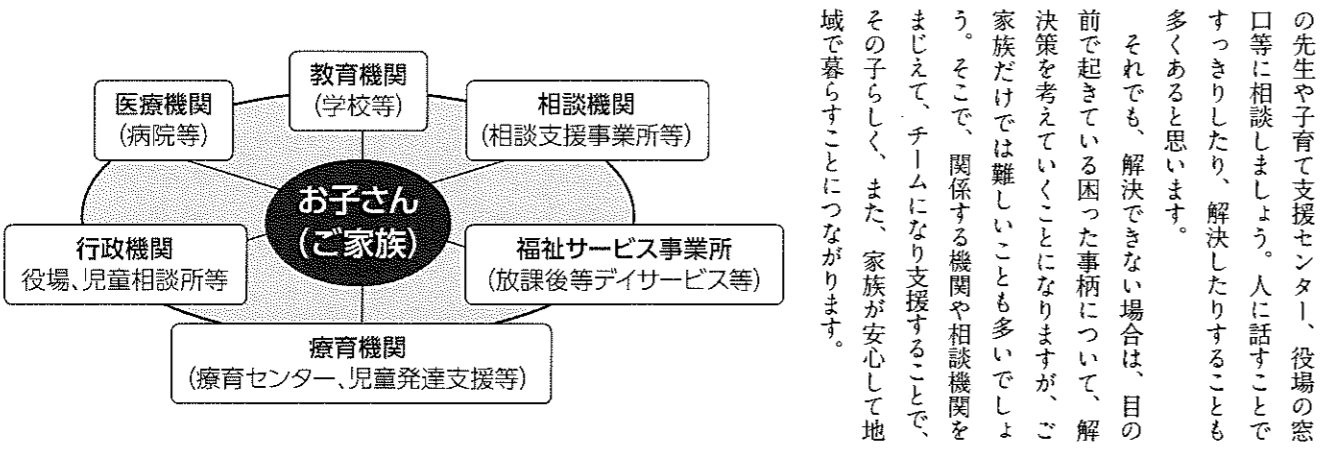 の先生や子育て支援センター、役場の窓
口等に相談しましょう。人に話すことで
すっきりしたり、解決したりすることも
多くあると思います。
それでも、解決できない場合は、目の
前で起きている困った事柄について、解
決策を考えていくことになりますが、ご
家族だけでは難しいことも多いでしょ
う。そこで、関係する機関や相談機関を
まじえて、チームになり支援することで、
その子らしく、また、家族が安心して地
域で暮らすことにつながります。
教育機関
(学校等)
医療機関
(病院等)
相談機関
(相談支援事業所等)
お子さん
(ご家族)
行政機関
役場、児童相談所等
福祉サービス事業所
(放課後等デイサービス等)
療育機関
(療育センター、児童発達支援等)